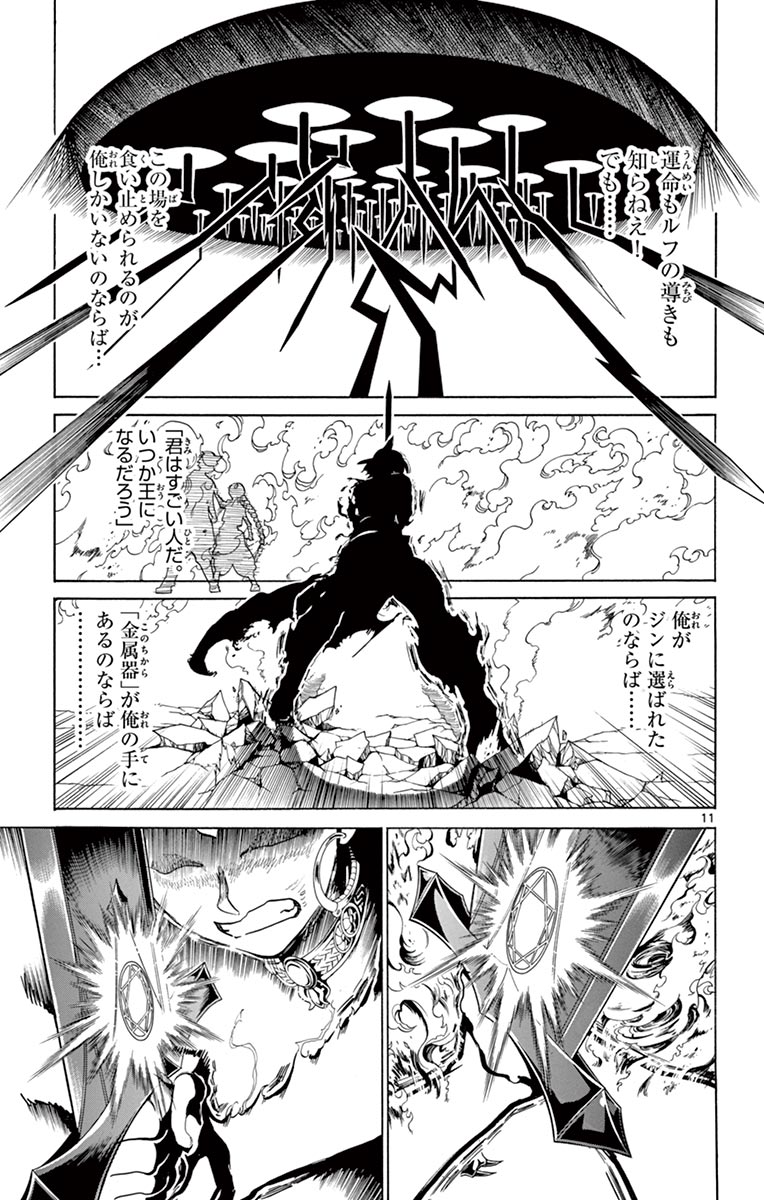 運命もルフの導きも
知らねえ！
でも……
この場を
食い止められるのが
俺しかいないのならば…
「君はすごい人だ。
いつか王に
なるだろう」
俺が
ジンに選ばれた
のならば……
「金属器」が俺の手に
あるのならば
…………
11